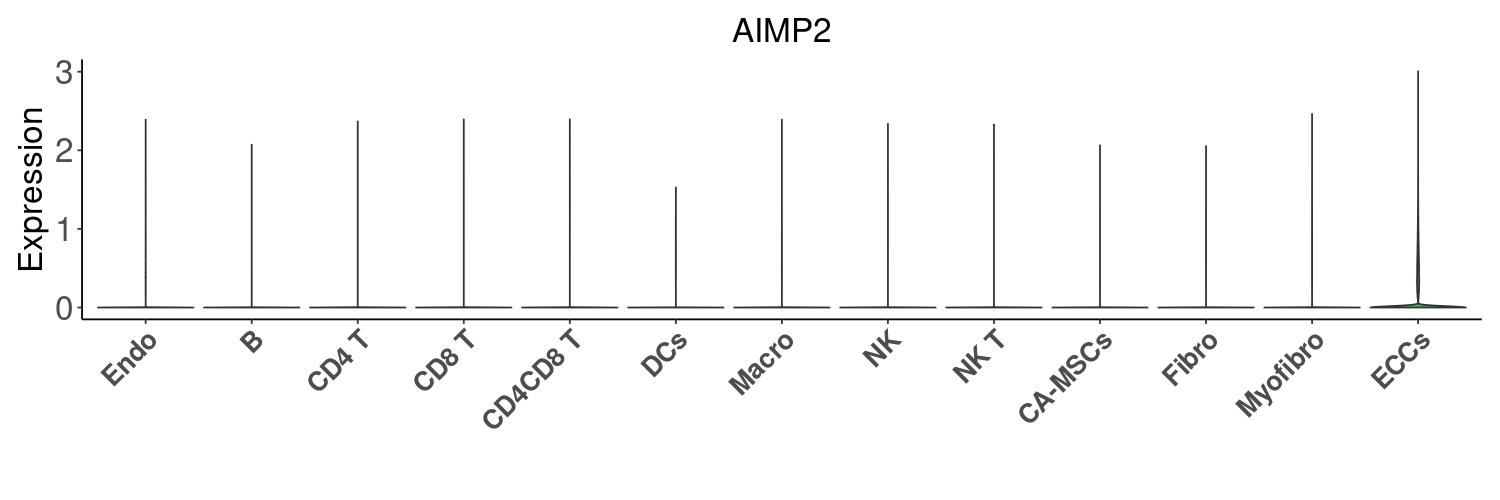 AIMP2
Expression
3
2
1
0
Endo
B
CD4 T
CD8 T
CD4CD8 T
DCs
Macro
NK
NK T
CA-MSCs
Fibro
Myofibro
ECCs